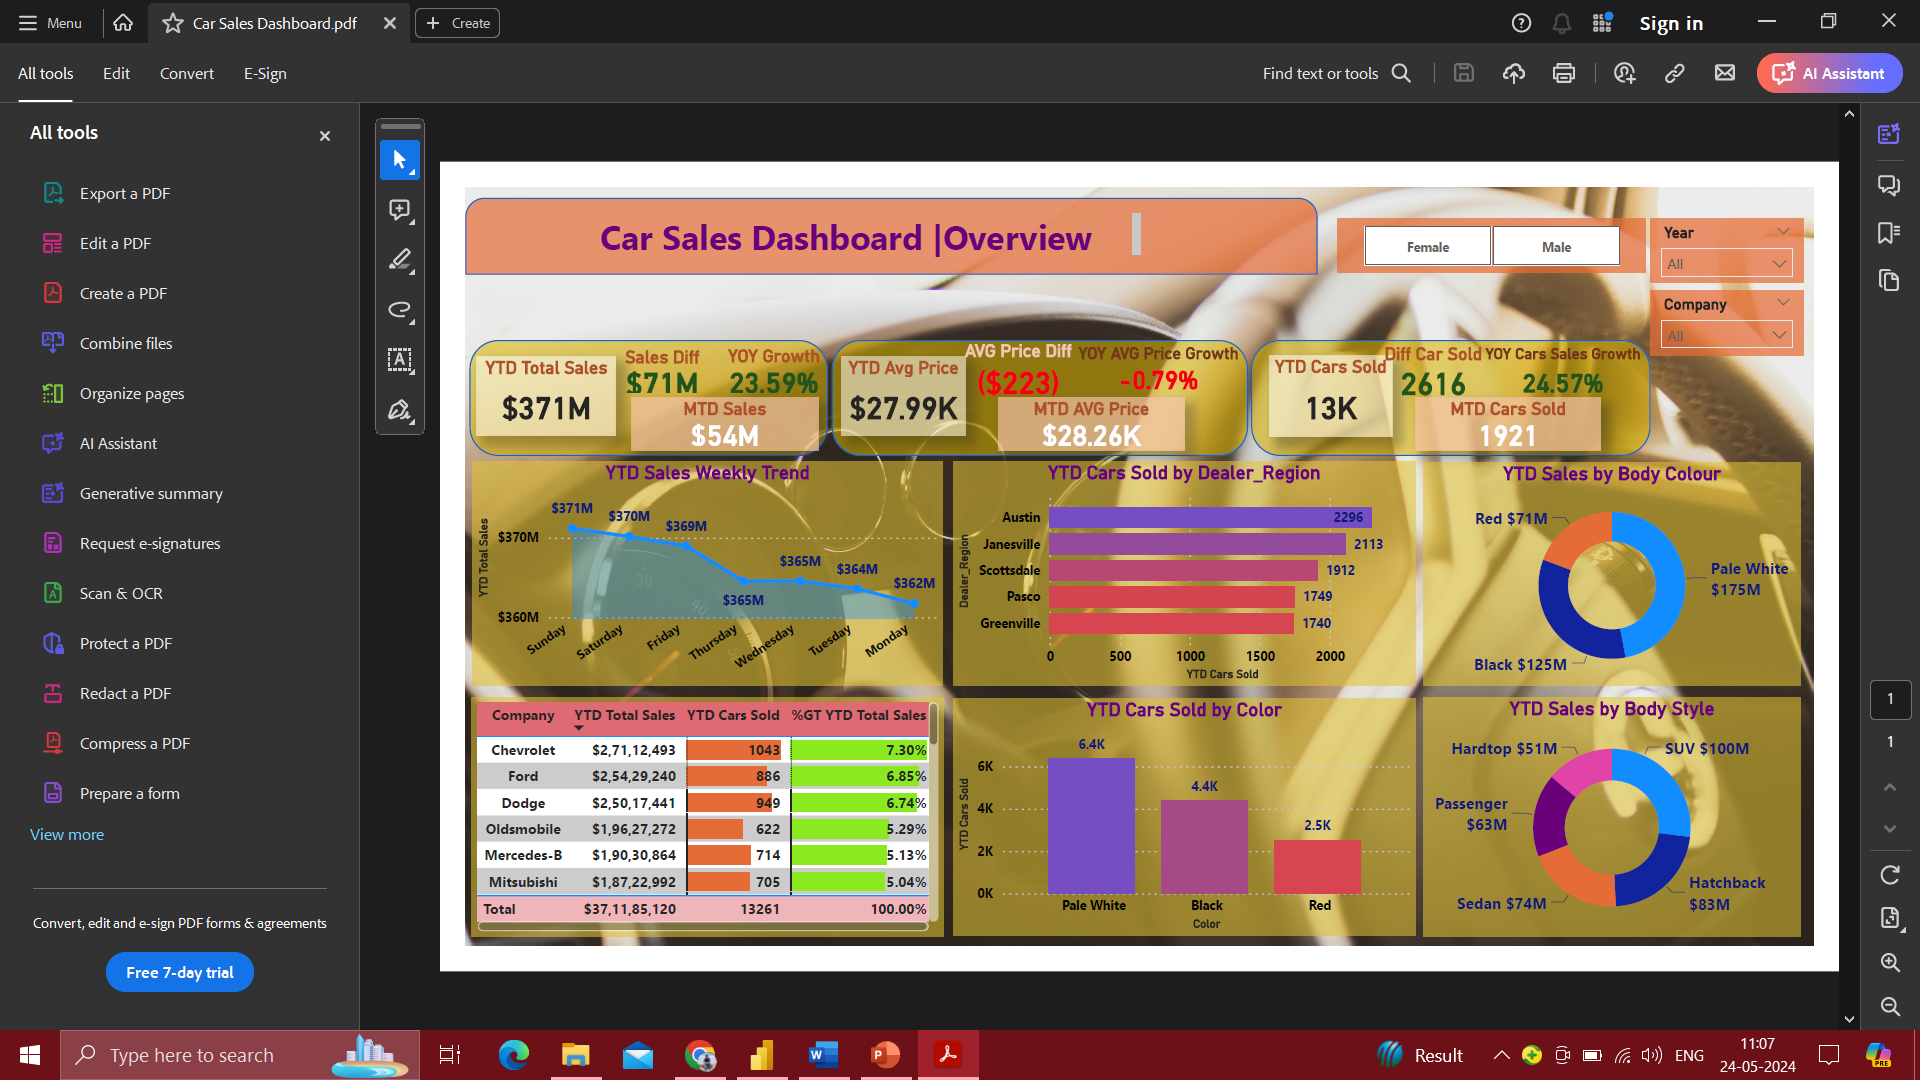 Menu
Car Sales Dashboard.pdf
Create
Sign in
All tools
Edit
Convert
E-Sign
Find text or tools
AI Assistant
All tools
Export a PDF
Edit a PDF
Create a PDF
Combine files
Organize pages
AI Assistant
Generative summary
Request e-signatures
Scan & OCR
Protect a PDF
Redact a PDF
Compress a PDF
Prepare a form
View more
Convert, edit and e-sign PDF forms & agreements
Free 7-day trial
Car Sales Dashboard |Overview
Female
Male
Year
All
Company
All
YTD Total Sales
$371M
Sales Diff
$71M
YOY Growth
23.59%
MTD Sales
$54M
YTD Avg Price
$27.99K
AVG Price Diff
($223)
YOY AVG Price Growth
-0.79%
MTD AVG Price
$28.26K
YTD Cars Sold
13K
Diff Car Sold
2616
YOY Cars Sales Growth
24.57%
MTD Cars Sold
1921
YTD Sales Weekly Trend
YTD Total Sales
$370M
$360M
$371M
$370M
$369M
$365M
$365M
$364M
$362M
Sunday
Saturday
Friday
Thursday
Wednesday
Tuesday
Monday
YTD Cars Sold by Dealer_Region
Dealer_Region
Austin 2296
Janesville 2113
Scottsdale 1912
Pasco 1749
Greenville 1740
0 500 1000 1500 2000
YTD Cars Sold
YTD Sales by Body Colour
Red $71M
Pale White
$175M
Black $125M
Company YTD Total Sales YTD Cars Sold %GT YTD Total Sales
Chevrolet $2,71,12,493 1043 7.30%
Ford $2,54,29,240 886 6.85%
Dodge $2,50,17,441 949 6.74%
Oldsmobile $1,96,27,272 622 5.29%
Mercedes-B $1,90,30,864 714 5.13%
Mitsubishi $1,87,22,992 705 5.04%
Total $37,11,85,120 13261 100.00%
YTD Cars Sold by Color
YTD Cars Sold
6K
4K
2K
0K
6.4K
4.4K
2.5K
Pale White Black Red
Color
YTD Sales by Body Style
Hardtop $51M
SUV $100M
Passenger
$63M
Hatchback
$83M
Sedan $74M
1
1
Type here to search
Result
ENG
11:07
24-05-2024
PRE